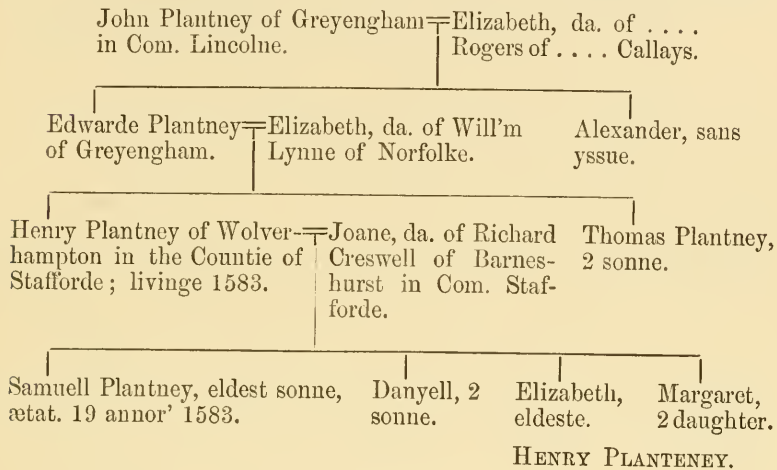 John Plantney of Greyengham
in Com. Lincolne.
Elizabeth, da. of ....
Rogers of .... Callays.
Edwarde Plantney
of Greyengham.
Elizabeth, da. of Will'm
Lynne of Norfolke.
Alexander, sans
yssue.
Henry Plantney of Wolver-
hampton in the Countie of
Stafforde; livinge 1583.
Joane, da. of Richard
Creswell of Barnes-
hurst in Com. Staf-
forde.
Thomas Plantney,
2 sonne.
Samuell Plantney, eldest sonne,
ætat. 19 annor' 1583.
Danyell, 2
sonne.
Elizabeth,
eldeste.
Margaret,
2 daughter.
HENRY PLANTENEY.